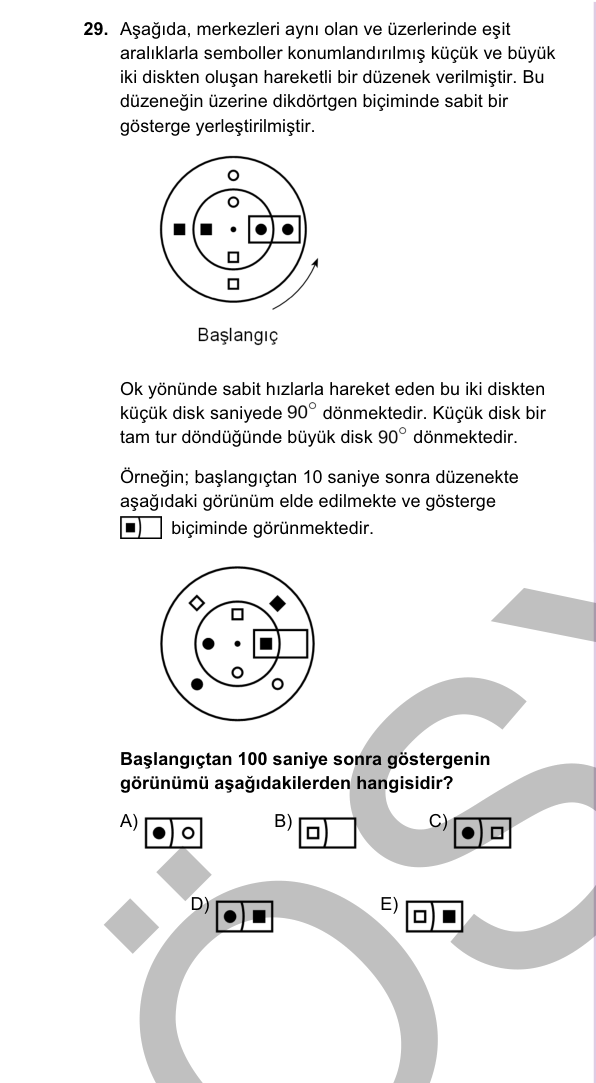 29. Aşağıda, merkezleri aynı olan ve üzerlerinde eşit
aralıklarla semboller konumlandırılmış küçük ve büyük
iki diskten oluşan hareketli bir düzenek verilmiştir. Bu
düzeneğin üzerine dikdörtgen biçiminde sabit bir
gösterge yerleştirilmiştir.
Başlangıç
Ok yönünde sabit hızlarla hareket eden bu iki diskten
küçük disk saniyede 90° dönmektedir. Küçük disk bir
tam tur döndüğünde büyük disk 90° dönmektedir.
Örneğin; başlangıçtan 10 saniye sonra düzenekte
aşağıdaki görünüm elde edilmekte ve gösterge
biçiminde görünmektedir.
Başlangıçtan 100 saniye sonra göstergenin
görünümü aşağıdakilerden hangisidir?
A) B) C)
D) E)
ÖS